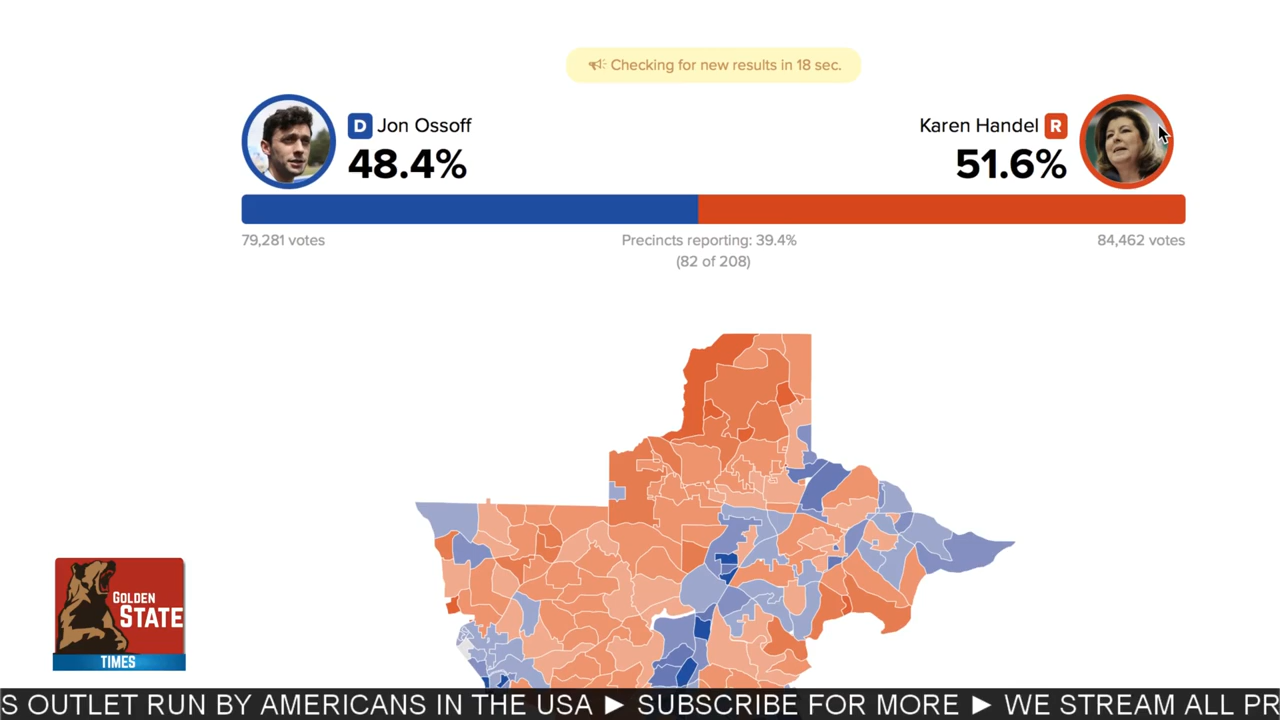 Checking for new results in 18 sec.
D Jon Ossoff
48.4%
Karen Handel R
51.6%
79,281 votes
Precincts reporting: 39.4%
(82 of 208)
84,462 votes
GOLDEN
STATE
TIMES
S OUTLET RUN BY AMERICANS IN THE USA ► SUBSCRIBE FOR MORE ► WE STREAM ALL PR